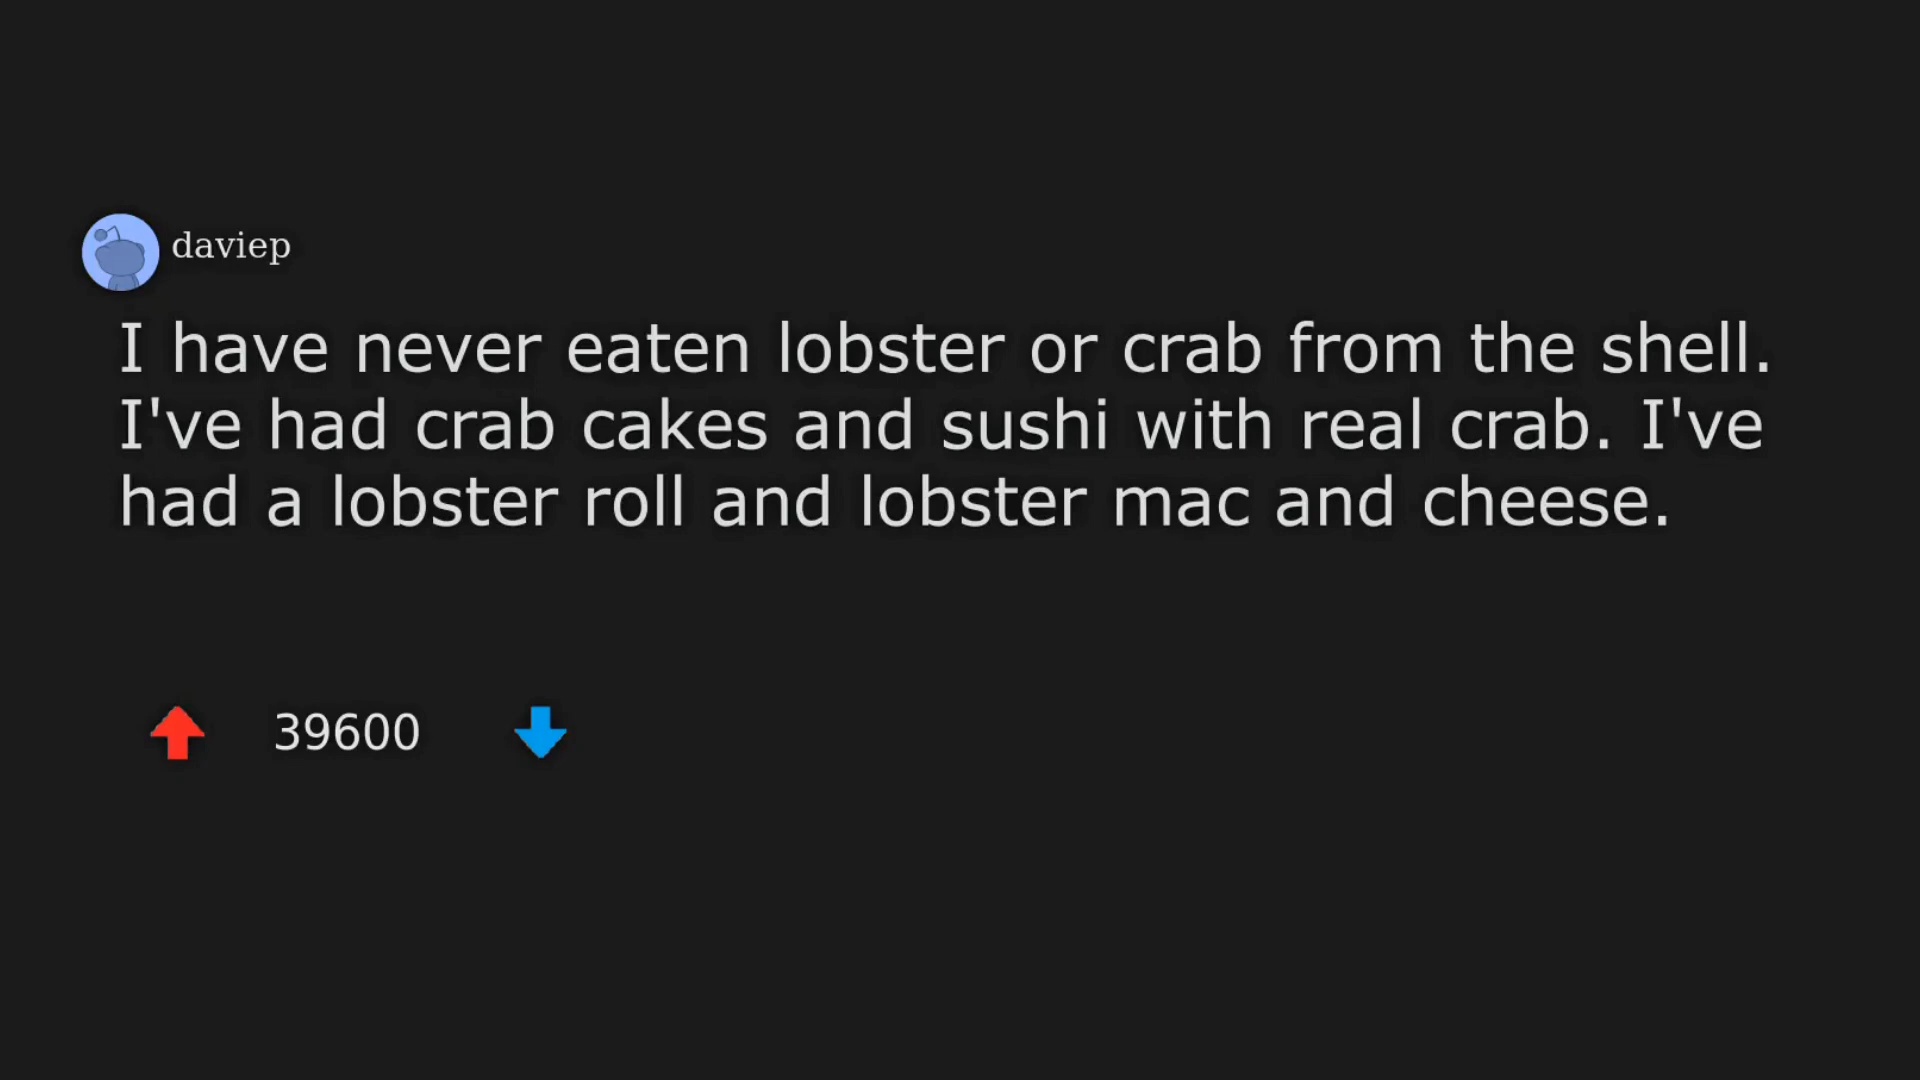 daviep
I have never eaten lobster or crab from the shell.
I've had crab cakes and sushi with real crab. I've
had a lobster roll and lobster mac and cheese.
39600